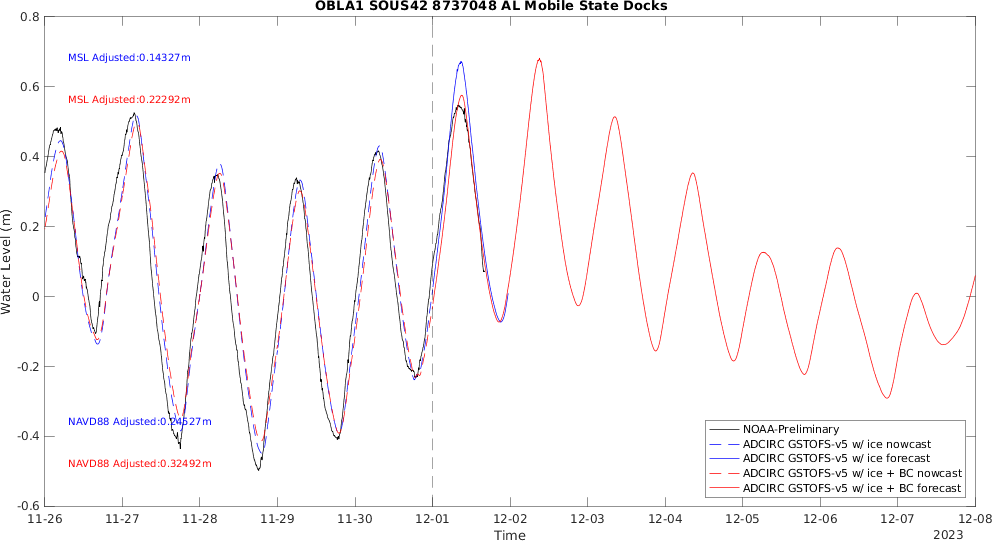 OBLA1 SOUS42 8737048 AL Mobile State Docks
MSL Adjusted:0.14327m
MSL Adjusted:0.22292m
NAVD88 Adjusted:0.24527m
NAVD88 Adjusted:0.32492m
Water Level (m)
0.8
0.6
0.4
0.2
0
-0.2
-0.4
-0.6
NOAA-Preliminary
ADCIRC GSTOFS-v5 w/ ice nowcast
ADCIRC GSTOFS-v5 w/ ice forecast
ADCIRC GSTOFS-v5 w/ ice + BC nowcast
ADCIRC GSTOFS-v5 w/ ice + BC forecast
11-26 11-27 11-28 11-29 11-30 12-01 12-02 12-03 12-04 12-05 12-06 12-07 12-08
Time
2023